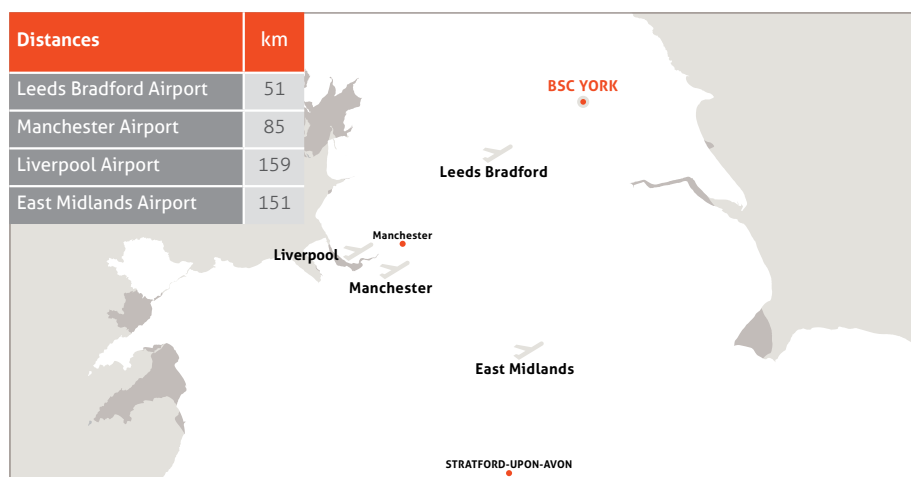 Distances km
Leeds Bradford Airport 51
Manchester Airport 85
Liverpool Airport 159
East Midlands Airport 151
BSC YORK
Leeds Bradford
Manchester
Liverpool
Manchester
East Midlands
STRATFORD-UPON-AVON